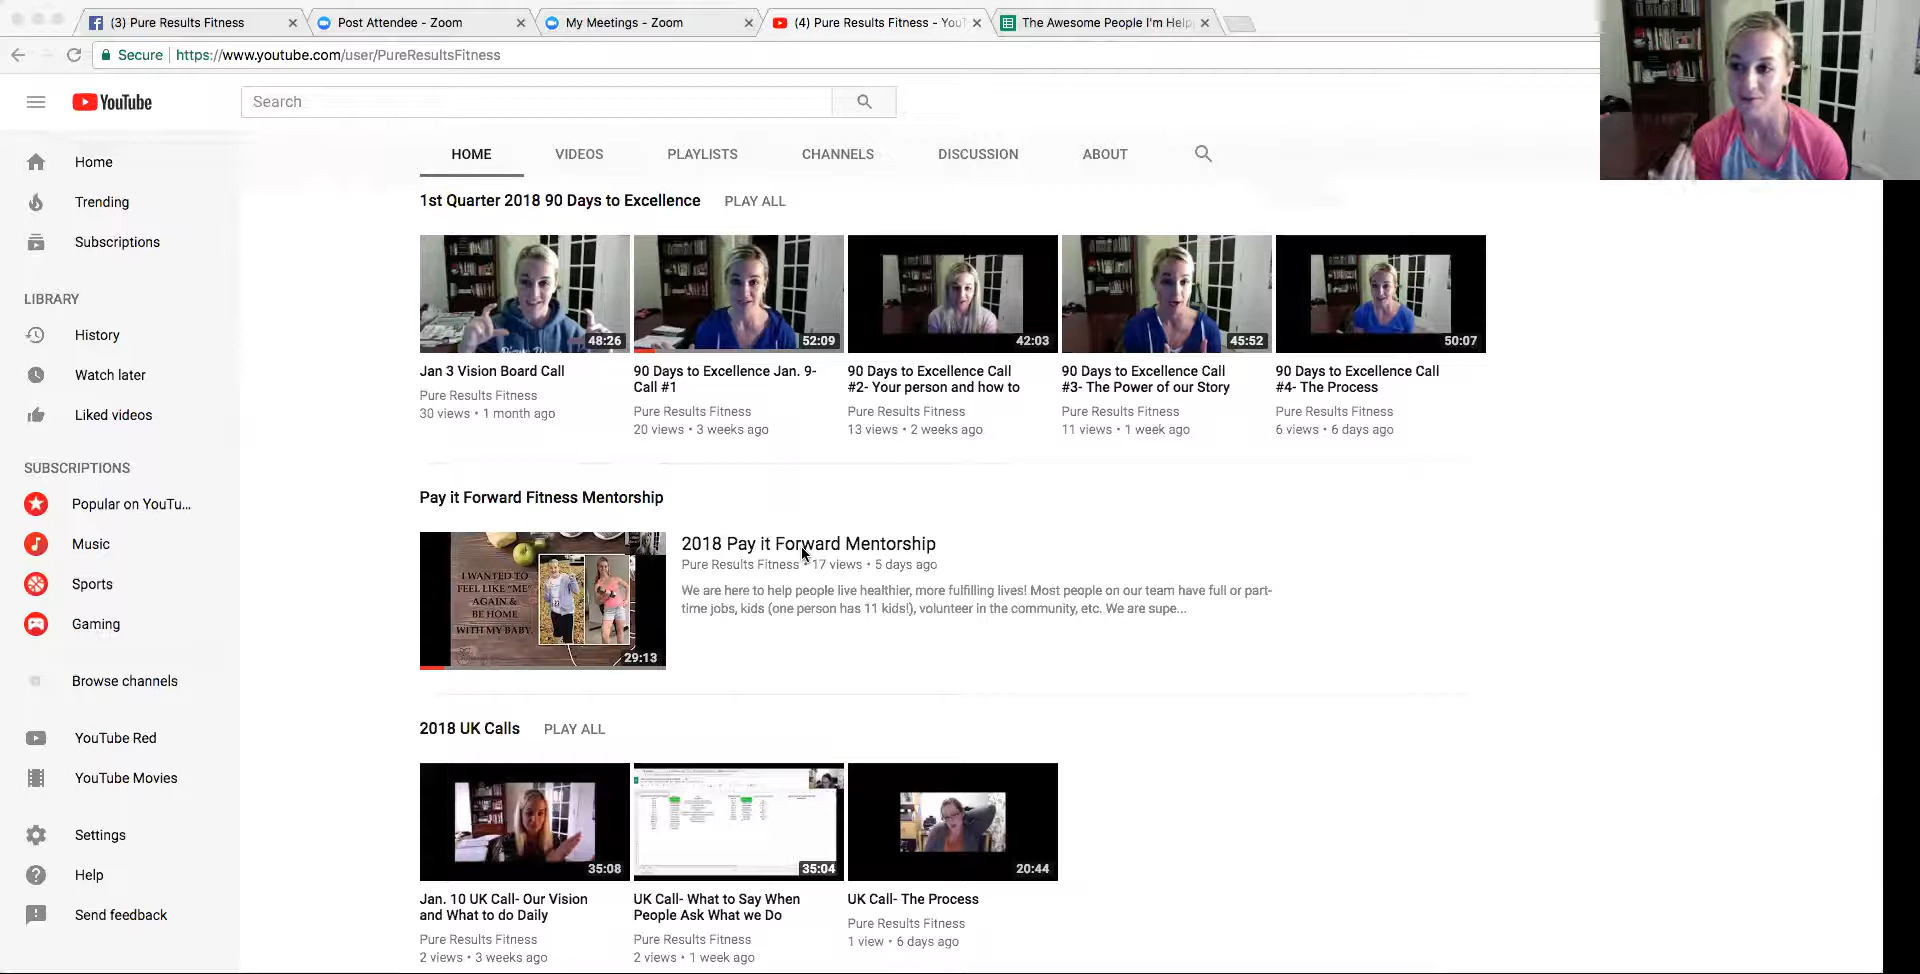 (3) Pure Results Fitness
Post Attendee - Zoom
My Meetings - Zoom
(4) Pure Results Fitness - You
The Awesome People I'm Help
Secure
https://www.youtube.com/user/PureResultsFitness
YouTube
Search
Home
Trending
Subscriptions
LIBRARY
History
Watch later
Liked videos
SUBSCRIPTIONS
Popular on YouTu...
Music
Sports
Gaming
Browse channels
YouTube Red
YouTube Movies
Settings
Help
Send feedback
HOME
VIDEOS
PLAYLISTS
CHANNELS
DISCUSSION
ABOUT
1st Quarter 2018 90 Days to Excellence
PLAY ALL
48:26
Jan 3 Vision Board Call
Pure Results Fitness
30 views • 1 month ago
52:09
90 Days to Excellence Jan. 9-
Call #1
Pure Results Fitness
20 views • 3 weeks ago
42:03
90 Days to Excellence Call
#2- Your person and how to
Pure Results Fitness
13 views • 2 weeks ago
45:52
90 Days to Excellence Call
#3- The Power of our Story
Pure Results Fitness
11 views • 1 week ago
50:07
90 Days to Excellence Call
#4- The Process
Pure Results Fitness
6 views • 6 days ago
Pay it Forward Fitness Mentorship
I WANTED TO
FEEL LIKE "ME"
AGAIN &
BE HOME
WITH MY BABY.
29:13
2018 Pay it Forward Mentorship
Pure Results Fitness • 17 views • 5 days ago
We are here to help people live healthier, more fulfilling lives! Most people on our team have full or part-
time jobs, kids (one person has 11 kids!), volunteer in the community, etc. We are supe...
2018 UK Calls
PLAY ALL
35:08
Jan. 10 UK Call- Our Vision
and What to do Daily
Pure Results Fitness
2 views • 3 weeks ago
35:04
UK Call- What to Say When
People Ask What we Do
Pure Results Fitness
2 views • 1 week ago
20:44
UK Call- The Process
Pure Results Fitness
1 view • 6 days ago